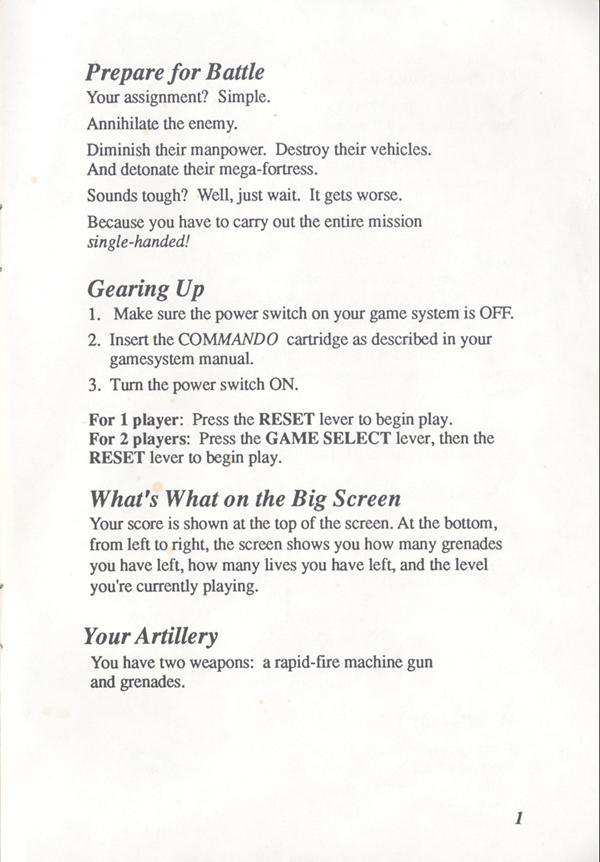 Prepare for Battle
Your assignment? Simple.
Annihilate the enemy.
Diminish their manpower. Destroy their vehicles.
And detonate their mega-fortress.
Sounds tough? Well, just wait. It gets worse.
Because you have to carry out the entire mission
single-handed!
Gearing Up
1. Make sure the power switch on your game system is OFF.
2. Insert the COMMANDO cartridge as described in your
gamesystem manual.
3. Turn the power switch ON.
For 1 player: Press the RESET lever to begin play.
For 2 players: Press the GAME SELECT lever, then the
RESET lever to begin play.
What's What on the Big Screen
Your score is shown at the top of the screen. At the bottom,
from left to right, the screen shows you how many grenades
you have left, how many lives you have left, and the level
you're currently playing.
Your Artillery
You have two weapons: a rapid-fire machine gun
and grenades.
1